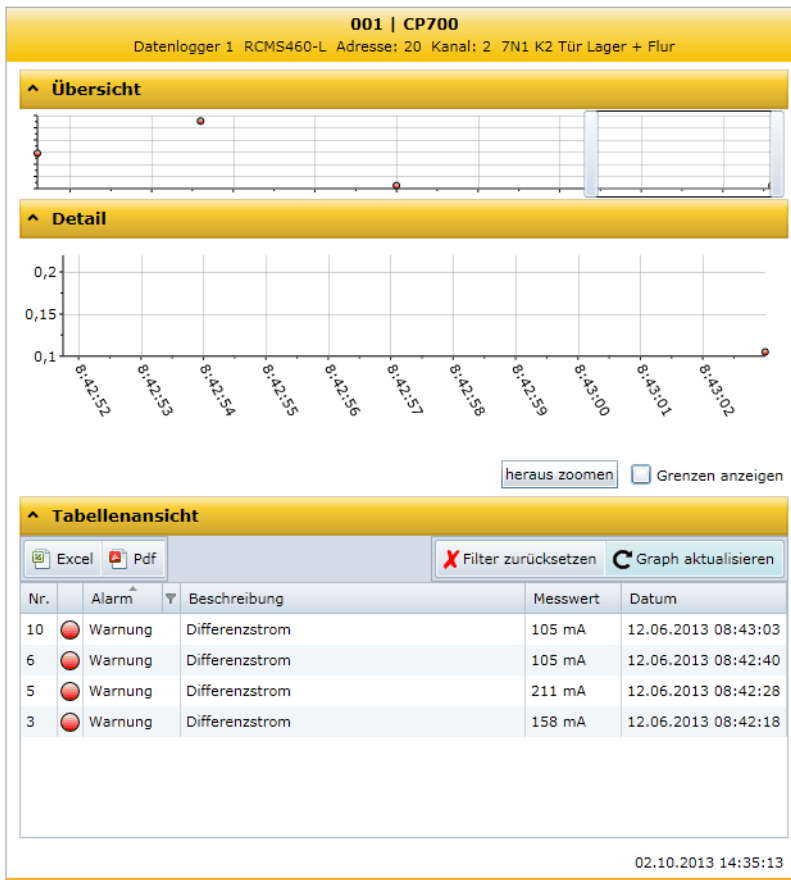 001 | CP700
Datenlogger 1 RCMS460-L Adresse: 20 Kanal: 2 7N1 K2 Tür Lager + Flur
Übersicht
Detail
0,2
0,15
0,1
8:42:52 8:42:53 8:42:54 8:42:55 8:42:56 8:42:57 8:42:58 8:42:59 8:43:00 8:43:01 8:43:02
heraus zoomen Grenzen anzeigen
Tabellenansicht
Excel Pdf Filter zurücksetzen Graph aktualisieren
Nr. Alarm Beschreibung Messwert Datum
10 Warnung Differenzstrom 105 mA 12.06.2013 08:43:03
6 Warnung Differenzstrom 105 mA 12.06.2013 08:42:40
5 Warnung Differenzstrom 211 mA 12.06.2013 08:42:28
3 Warnung Differenzstrom 158 mA 12.06.2013 08:42:18
02.10.2013 14:35:13